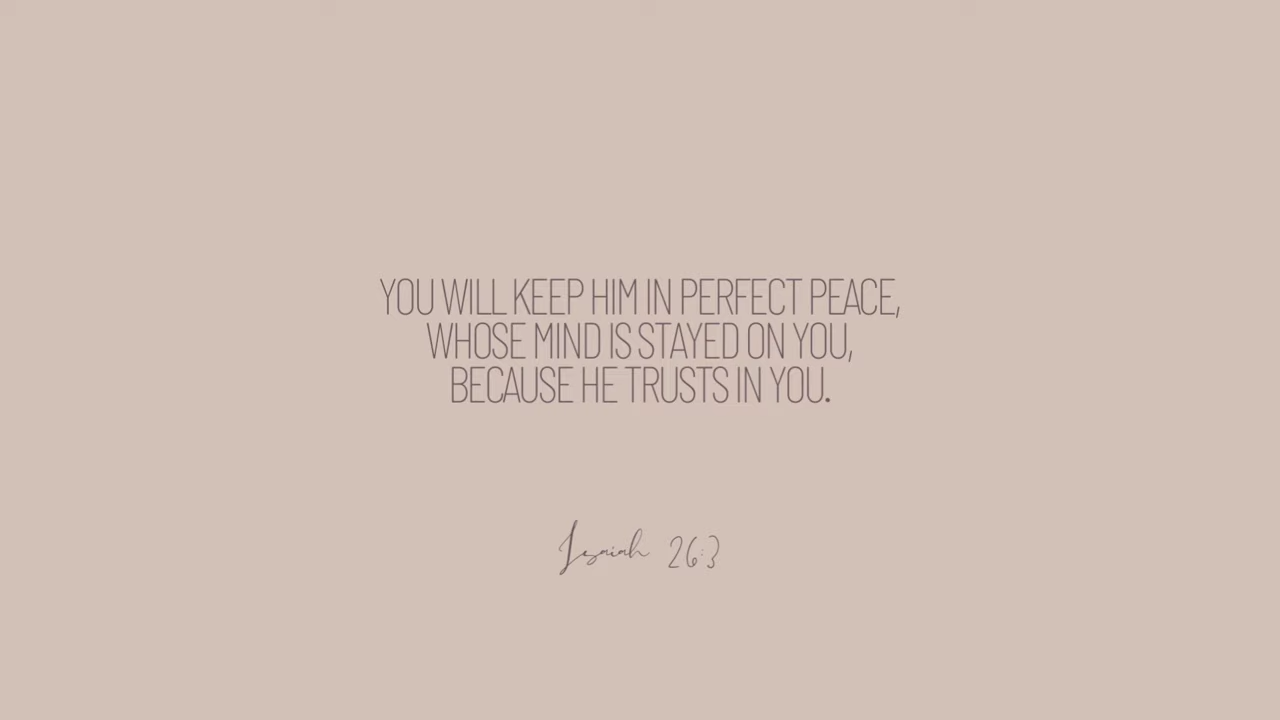 YOU WILL KEEP HIM IN PERFECT PEACE,
WHOSE MIND IS STAYED ON YOU,
BECAUSE HE TRUSTS IN YOU.
Isaiah 26:3